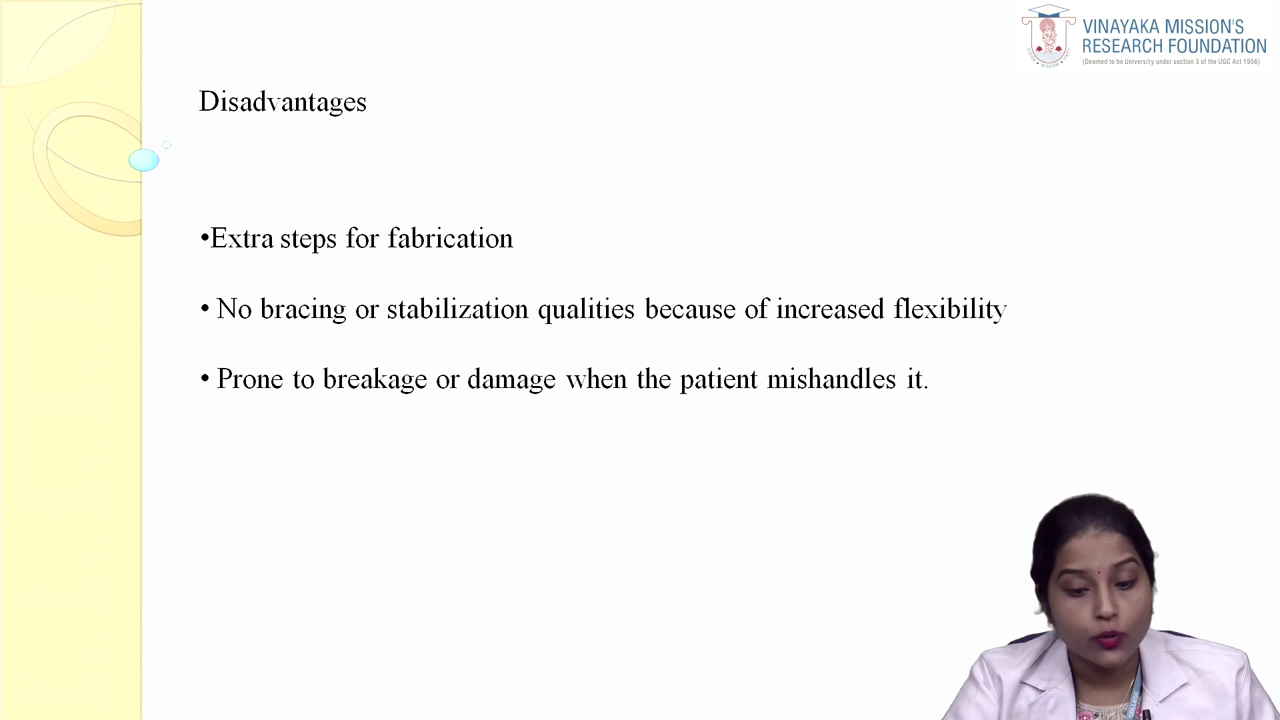 VINAYAKA MISSION'S
RESEARCH FOUNDATION
(Deemed to be University under section 3 of the UGC Act 1956)
Disadvantages
•Extra steps for fabrication
• No bracing or stabilization qualities because of increased flexibility
• Prone to breakage or damage when the patient mishandles it.